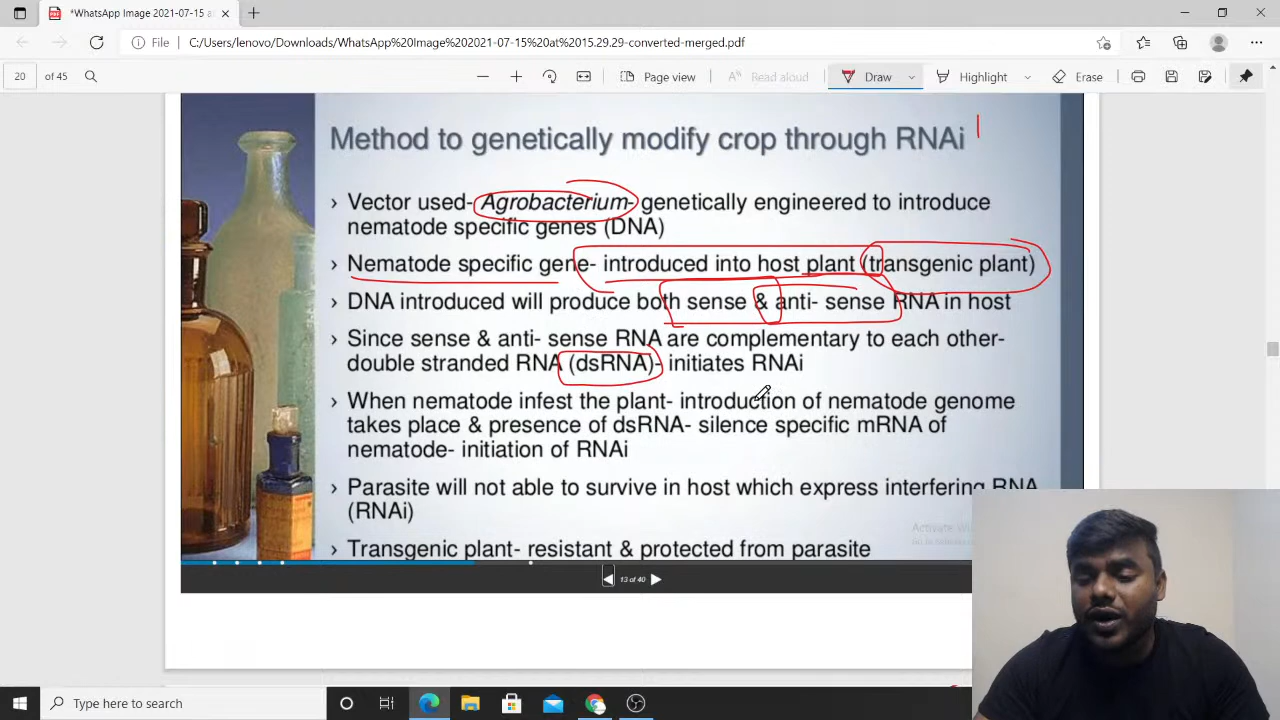 *WhatsApp Image 2021-07-15 as
File C:/Users/lenovo/Downloads/WhatsApp%20Image%202021-07-15%20at%2015.29.29-converted-merged.pdf
20 of 45 Page view Read aloud Draw Highlight Erase
Method to genetically modify crop through RNAi
› Vector used- Agrobacterium- genetically engineered to introduce
nematode specific genes (DNA)
› Nematode specific gene- introduced into host plant (transgenic plant)
› DNA introduced will produce both sense & anti- sense RNA in host
› Since sense & anti- sense RNA are complementary to each other-
double stranded RNA (dsRNA)- initiates RNAi
› When nematode infest the plant- introduction of nematode genome
takes place & presence of dsRNA- silence specific mRNA of
nematode- initiation of RNAi
› Parasite will not able to survive in host which express interfering RNA
(RNAi)
› Transgenic plant- resistant & protected from parasite
Activate
13 of 40
Type here to search